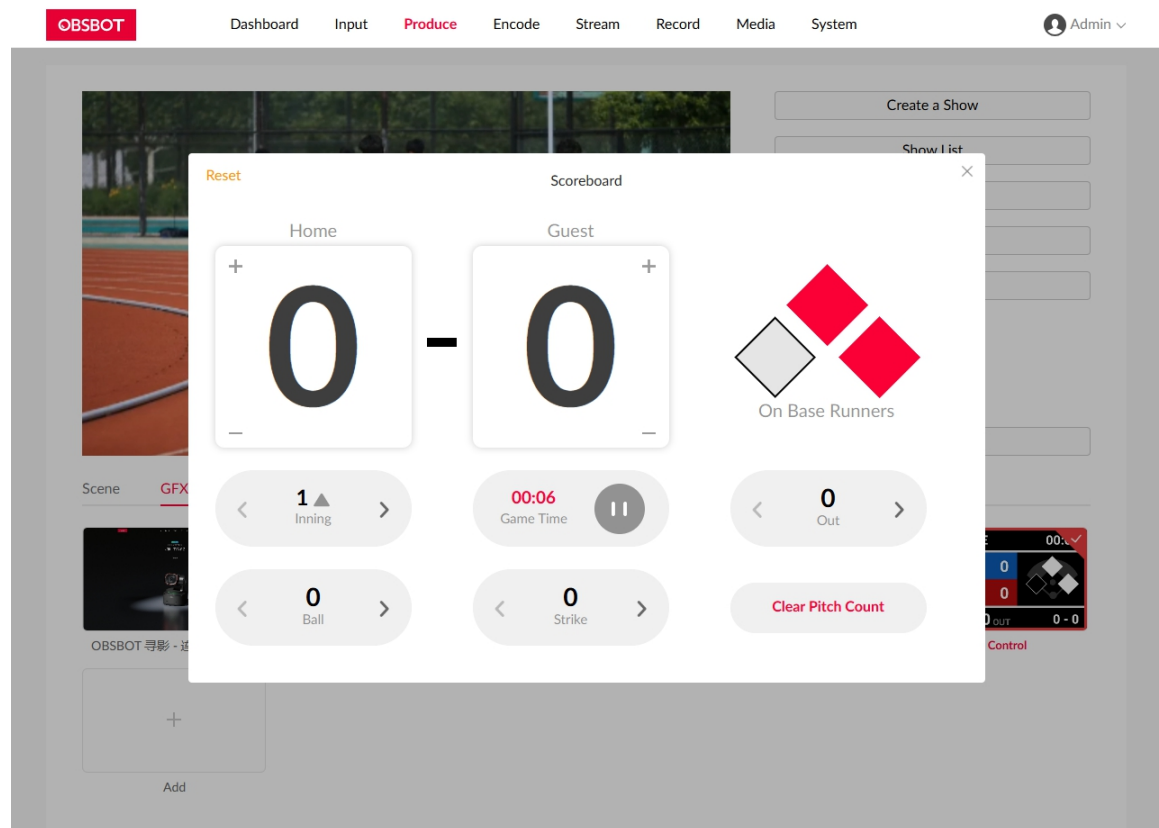 OBSBOT Dashboard Input Produce Encode Stream Record Media System Admin
Create a Show
Show List
Reset Scoreboard
Home Guest
0 - 0
On Base Runners
Scene GFX
1 00:06 0
Inning Game Time Out
00:
0
0
OUT 0 - 0
0 0 Clear Pitch Count
Ball Strike
OBSBOT 寻影 - Control
Add